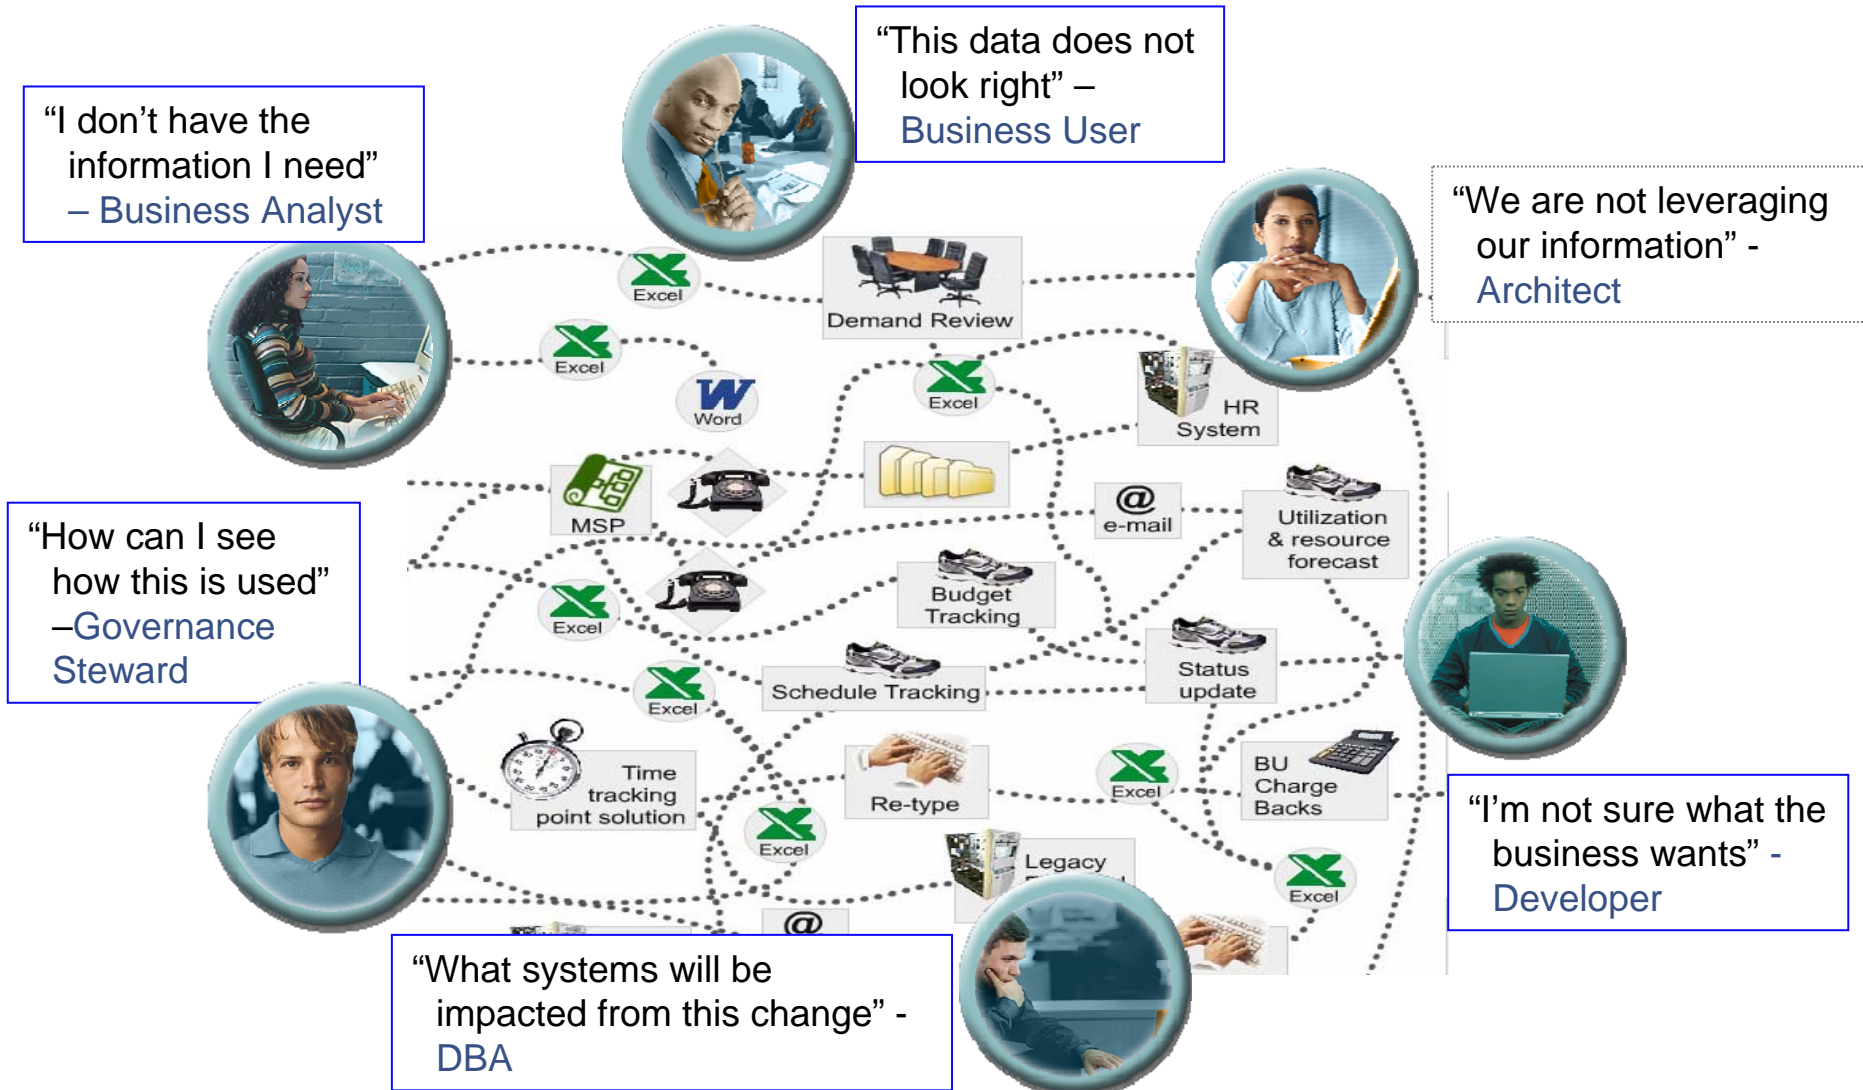 “This data does not
look right” –
Business User
“I don’t have the
information I need”
– Business Analyst
“We are not leveraging
our information” -
Architect
Excel
Demand Review
Excel
Word
Excel
HR
System
MSP
@
e-mail
Utilization
& resource
forecast
“How can I see
how this is used”
–Governance
Steward
Excel
Budget
Tracking
Excel
Schedule Tracking
Status
update
Time
tracking
point solution
Re-type
Excel
BU
Charge
Backs
Excel
Legacy
Excel
@
“I’m not sure what the
business wants” -
Developer
“What systems will be
impacted from this change” -
DBA